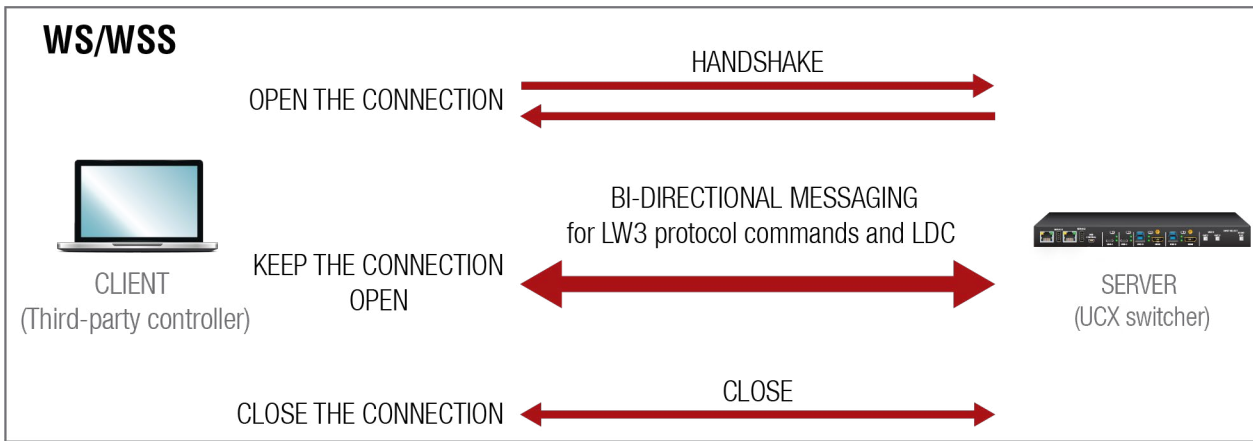 WS/WSS
HANDSHAKE
OPEN THE CONNECTION
BI-DIRECTIONAL MESSAGING
for LW3 protocol commands and LDC
KEEP THE CONNECTION
OPEN
CLIENT
(Third-party controller)
SERVER
(UCX switcher)
CLOSE
CLOSE THE CONNECTION